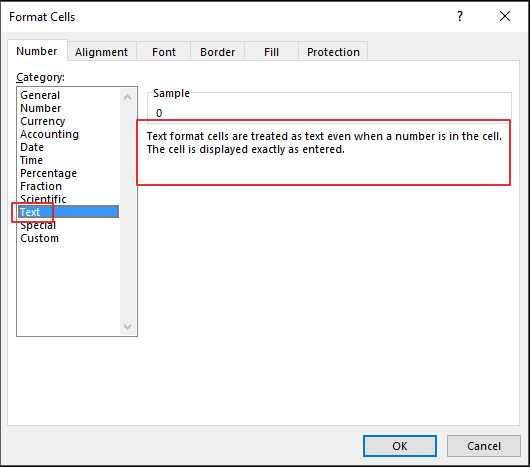 Format Cells
?
Number Alignment Font Border Fill Protection
Category:
General
Number
Currency
Accounting
Date
Time
Percentage
Fraction
Scientific
Text
Special
Custom
Sample
0
Text format cells are treated as text even when a number is in the cell.
The cell is displayed exactly as entered.
OK Cancel